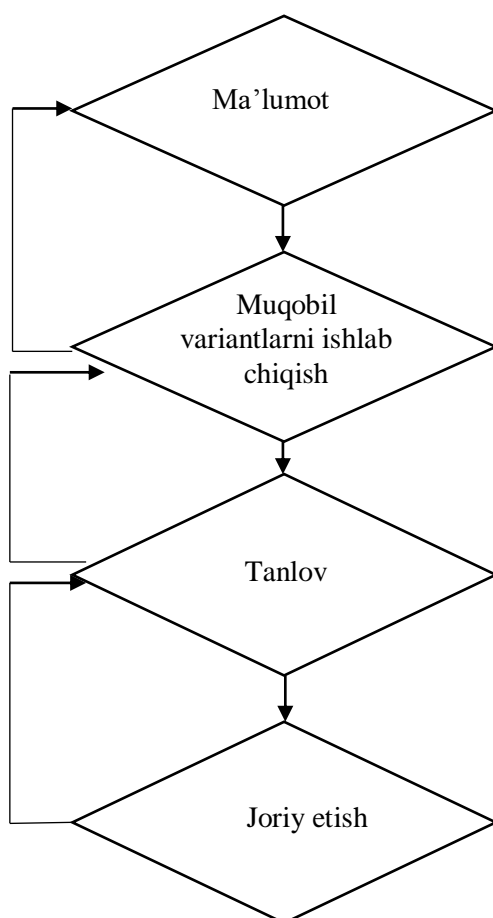 Ma’lumot
Muqobil
variantlarni ishlab
chiqish
Tanlov
Joriy etish